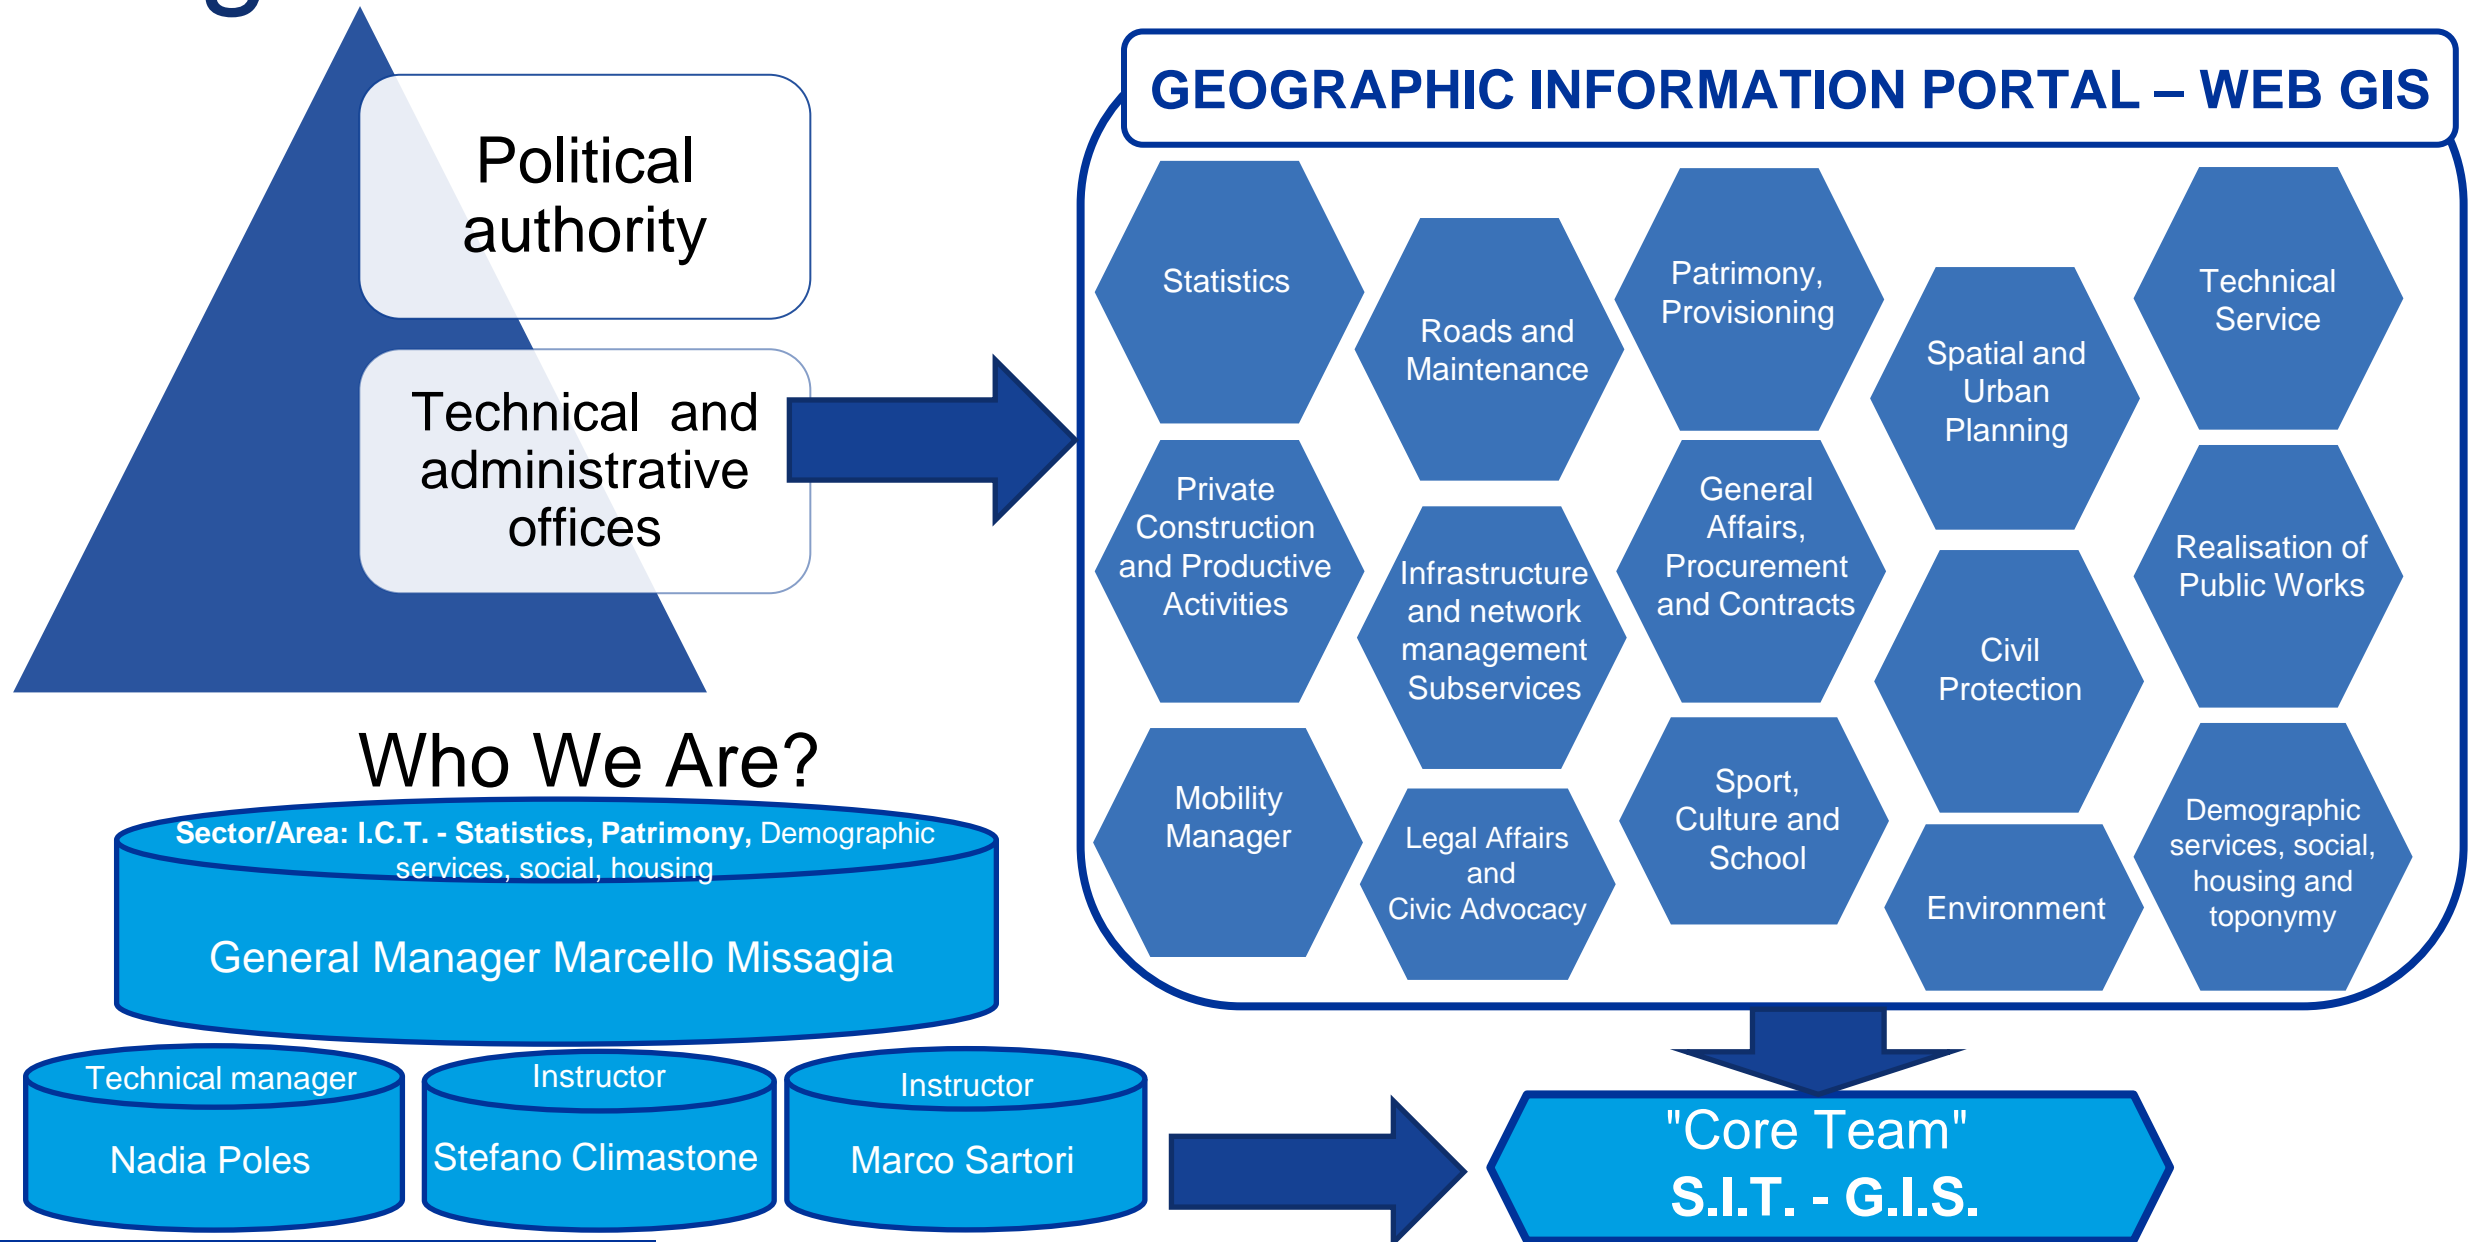 Political
authority
Technical and
administrative
offices
GEOGRAPHIC INFORMATION PORTAL – WEB GIS
Statistics
Roads and
Maintenance
Patrimony,
Provisioning
Spatial and
Urban
Planning
Technical
Service
Private
Construction
and Productive
Activities
Infrastructure
and network
management
Subservices
General
Affairs,
Procurement
and Contracts
Civil
Protection
Realisation of
Public Works
Mobility
Manager
Legal Affairs
and
Civic Advocacy
Sport,
Culture and
School
Environment
Demographic
services, social,
housing and
toponymy
Who We Are?
Sector/Area: I.C.T. - Statistics, Patrimony, Demographic
services, social, housing
General Manager Marcello Missagia
Technical manager
Nadia Poles
Instructor
Stefano Climastone
Instructor
Marco Sartori
"Core Team"
S.I.T. - G.I.S.